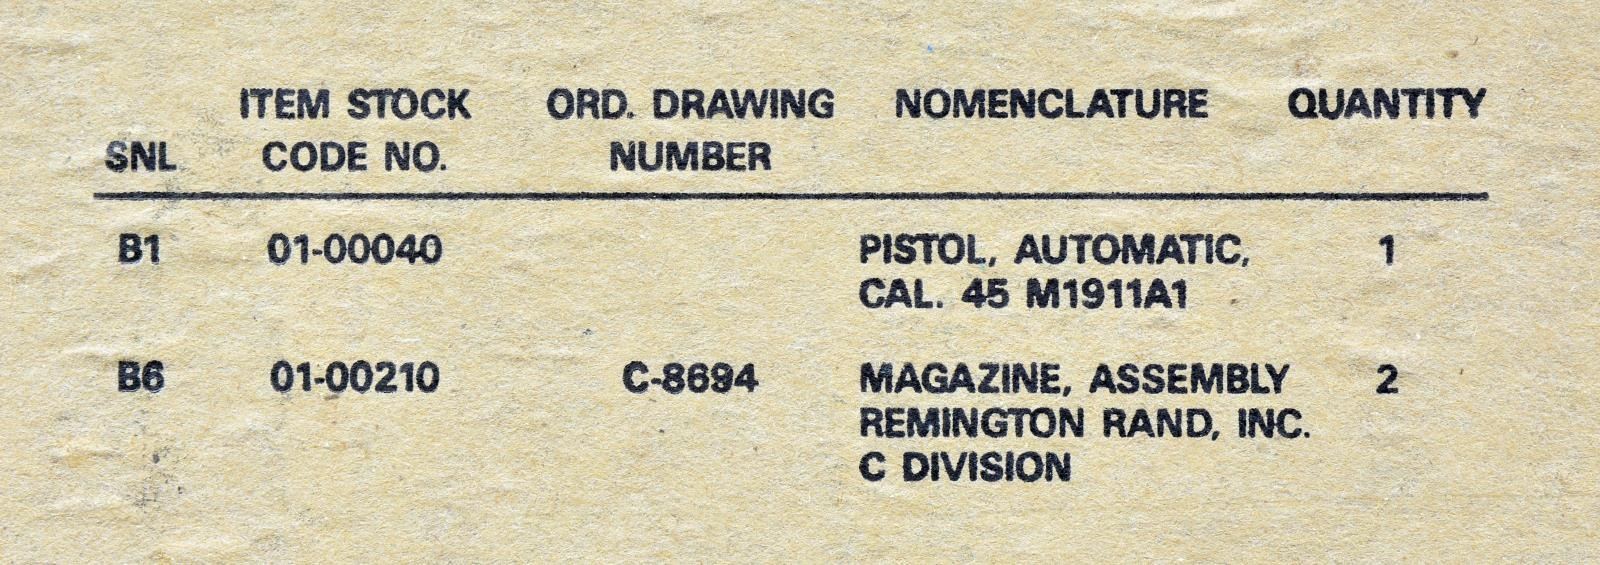 ITEM STOCK ORD. DRAWING NOMENCLATURE QUANTITY
SNL CODE NO. NUMBER
B1 01-00040 PISTOL, AUTOMATIC, 1
CAL. 45 M1911A1
B6 01-00210 C-8694 MAGAZINE, ASSEMBLY 2
REMINGTON RAND, INC.
C DIVISION